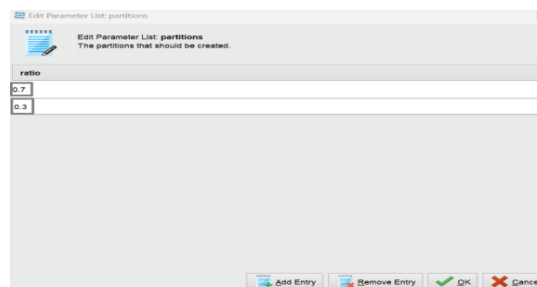 Edit Parameter List: partitions
Edit Parameter List: partitions
The partitions that should be created.
ratio
0.7
0.3
Add Entry Remove Entry OK Cance